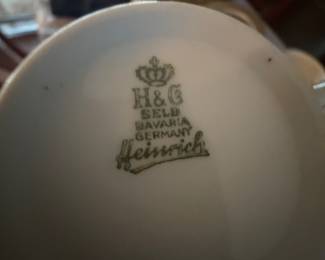 H&G
SELB
BAVARIA
GERMANY
Heinrich